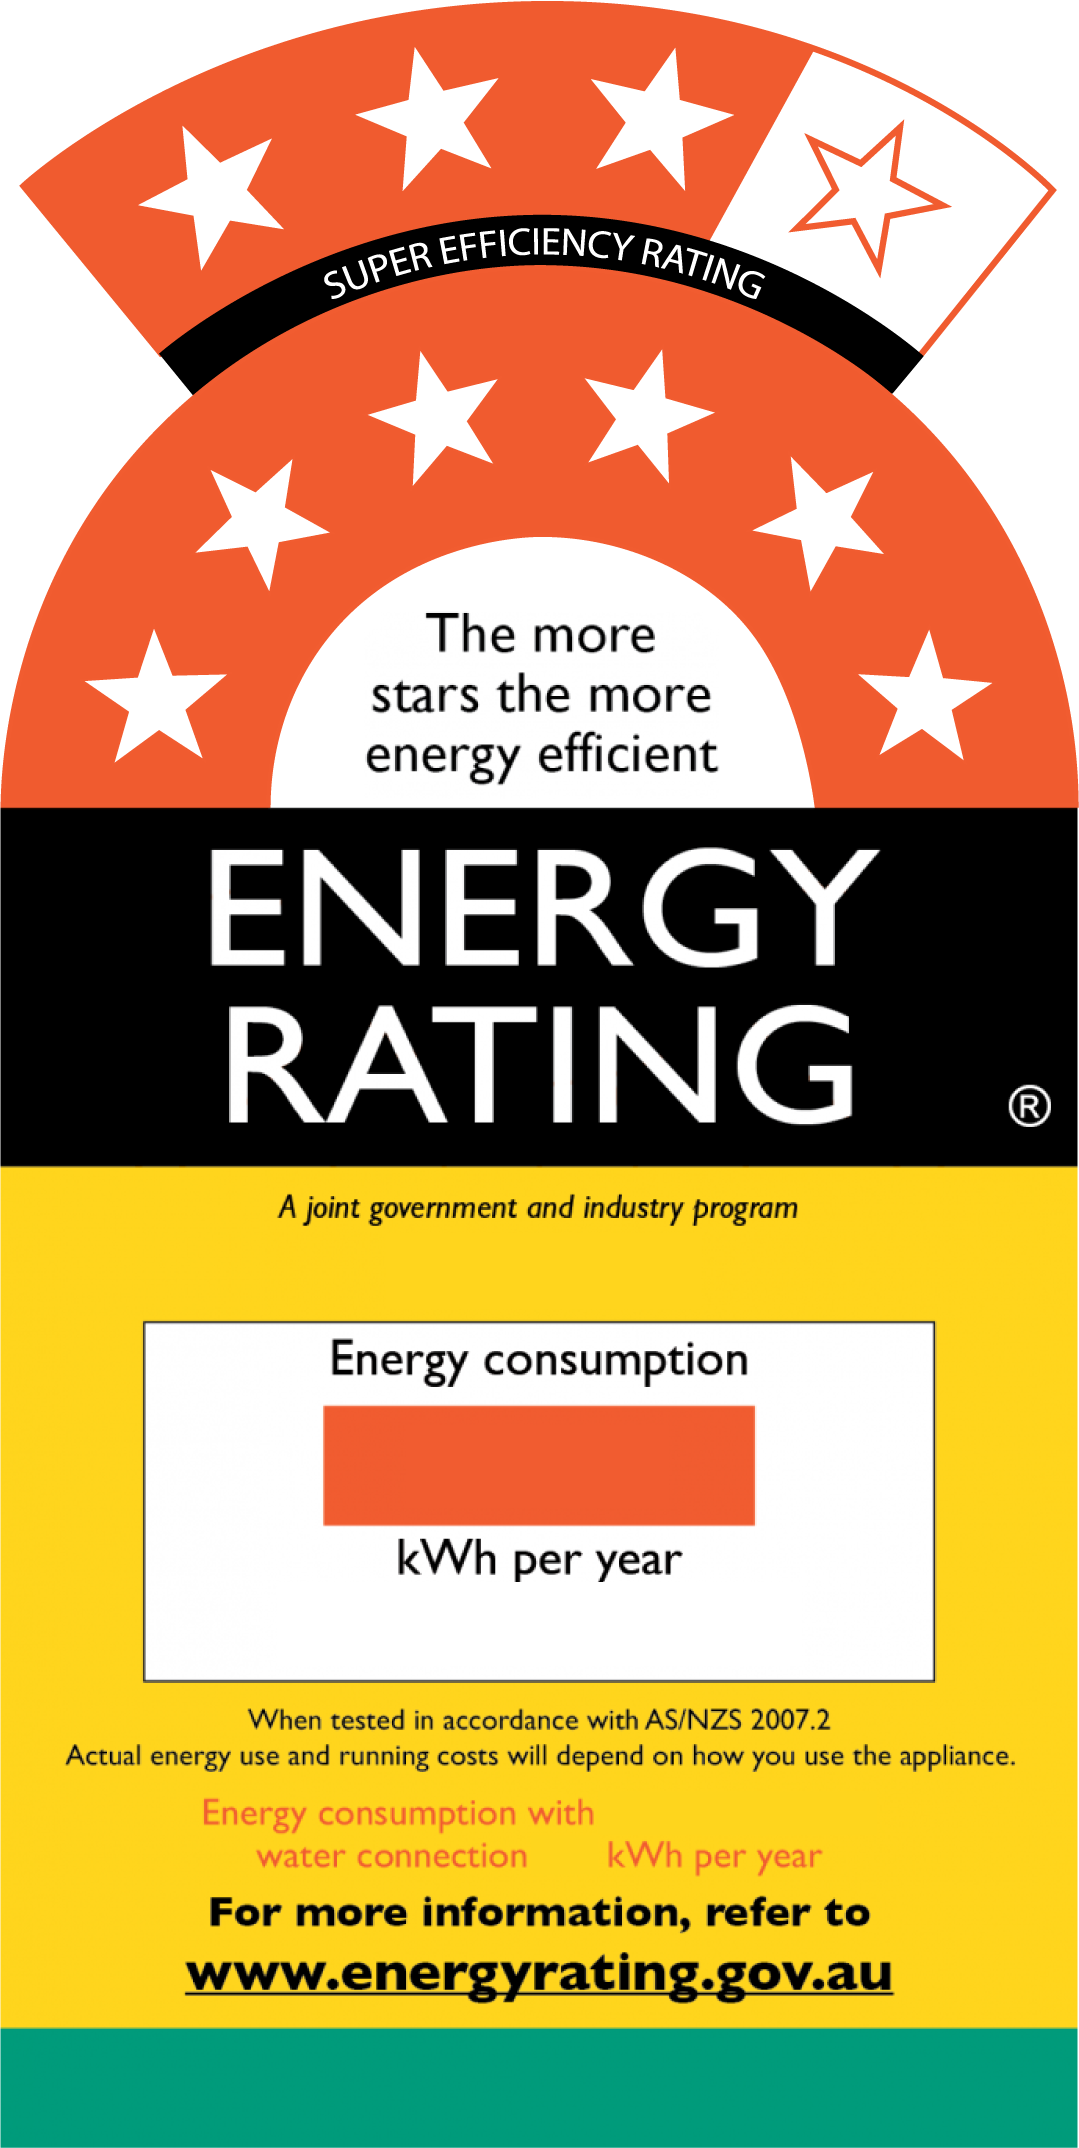 SUPER EFFICIENCY RATING
The more
stars the more
energy efficient
ENERGY
RATING
®
A joint government and industry program
Energy consumption
kWh per year
When tested in accordance with AS/NZS 2007.2
Actual energy use and running costs will depend on how you use the appliance.
Energy consumption with
water connection kWh per year
For more information, refer to
www.energyrating.gov.au